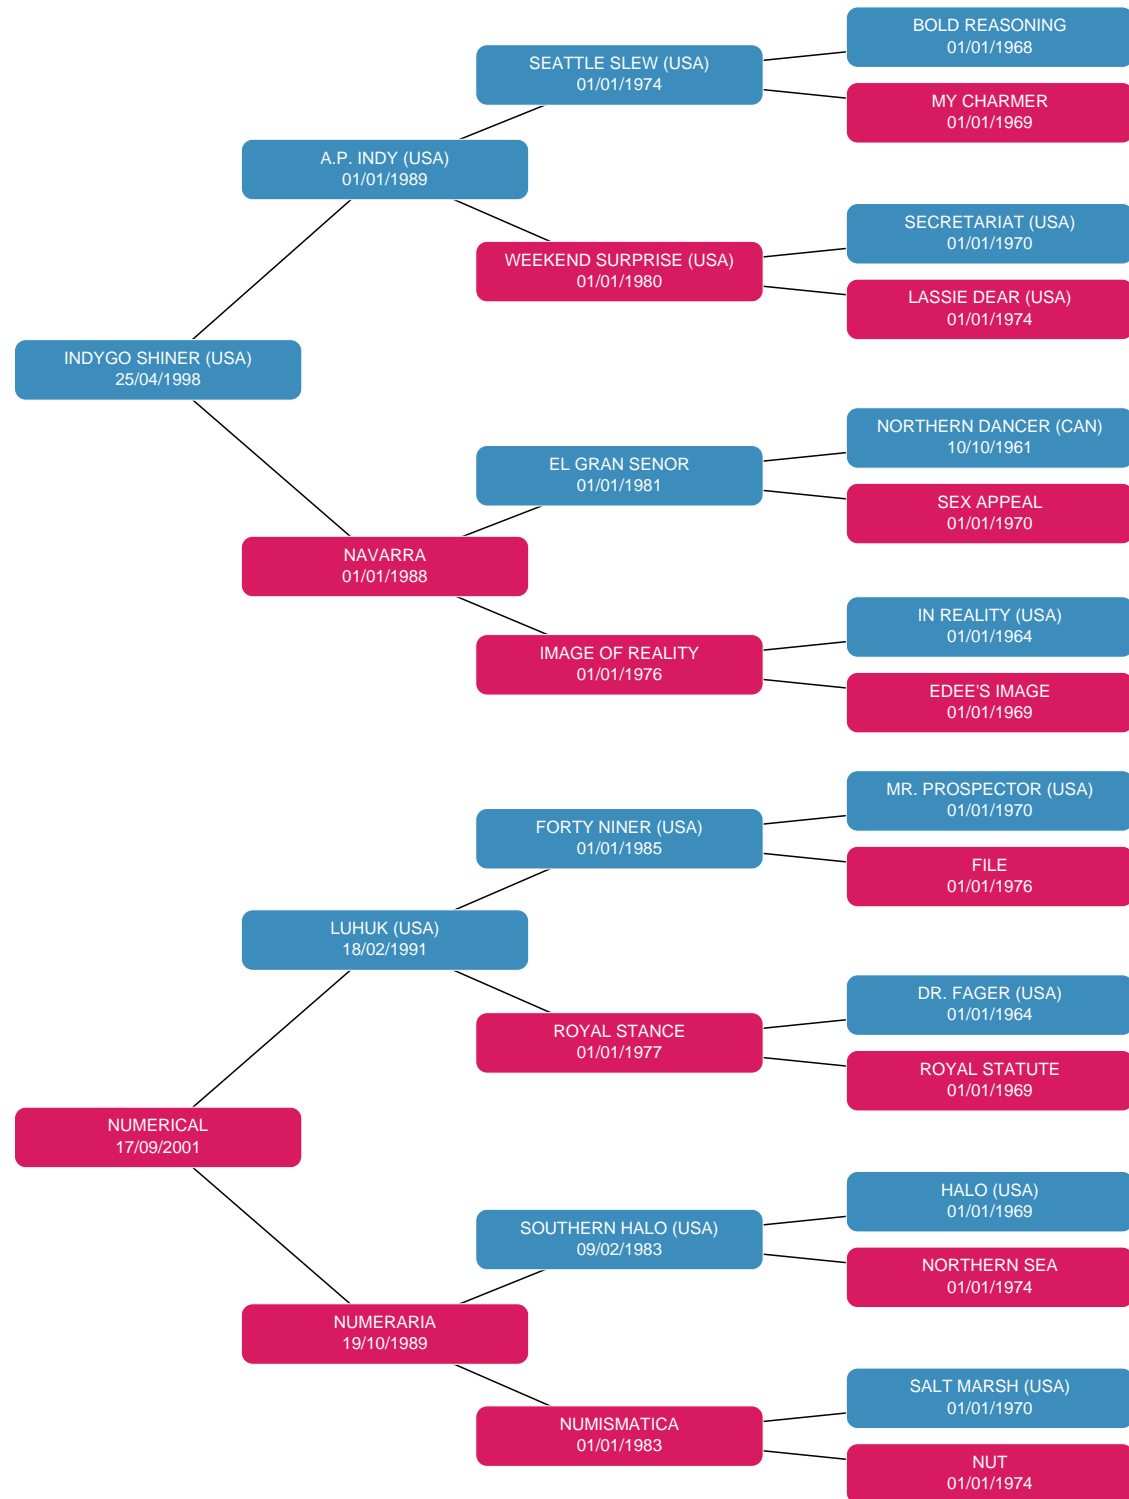 BOLD REASONING
01/01/1968
SEATTLE SLEW (USA)
01/01/1974
MY CHARMER
01/01/1969
A.P. INDY (USA)
01/01/1989
SECRETARIAT (USA)
01/01/1970
WEEKEND SURPRISE (USA)
01/01/1980
LASSIE DEAR (USA)
01/01/1974
INDYGO SHINER (USA)
25/04/1998
NORTHERN DANCER (CAN)
10/10/1961
EL GRAN SENOR
01/01/1981
SEX APPEAL
01/01/1970
NAVARRA
01/01/1988
IN REALITY (USA)
01/01/1964
IMAGE OF REALITY
01/01/1976
EDEE'S IMAGE
01/01/1969
MR. PROSPECTOR (USA)
01/01/1970
FORTY NINER (USA)
01/01/1985
FILE
01/01/1976
LUHUK (USA)
18/02/1991
DR. FAGER (USA)
01/01/1964
ROYAL STANCE
01/01/1977
ROYAL STATUTE
01/01/1969
NUMERICAL
17/09/2001
HALO (USA)
01/01/1969
SOUTHERN HALO (USA)
09/02/1983
NORTHERN SEA
01/01/1974
NUMERARIA
19/10/1989
SALT MARSH (USA)
01/01/1970
NUMISMATICA
01/01/1983
NUT
01/01/1974